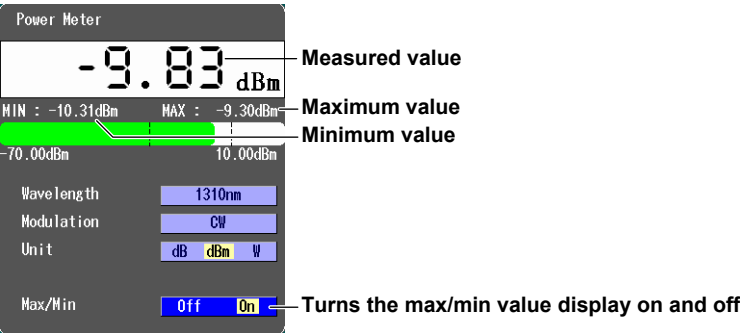 Power Meter
-9.83 dBm
Measured value
MIN : -10.31dBm MAX : -9.30dBm
Maximum value
Minimum value
-70.00dBm 10.00dBm
Wavelength 1310nm
Modulation CW
Unit dB dBm W
Max/Min Off On
Turns the max/min value display on and off